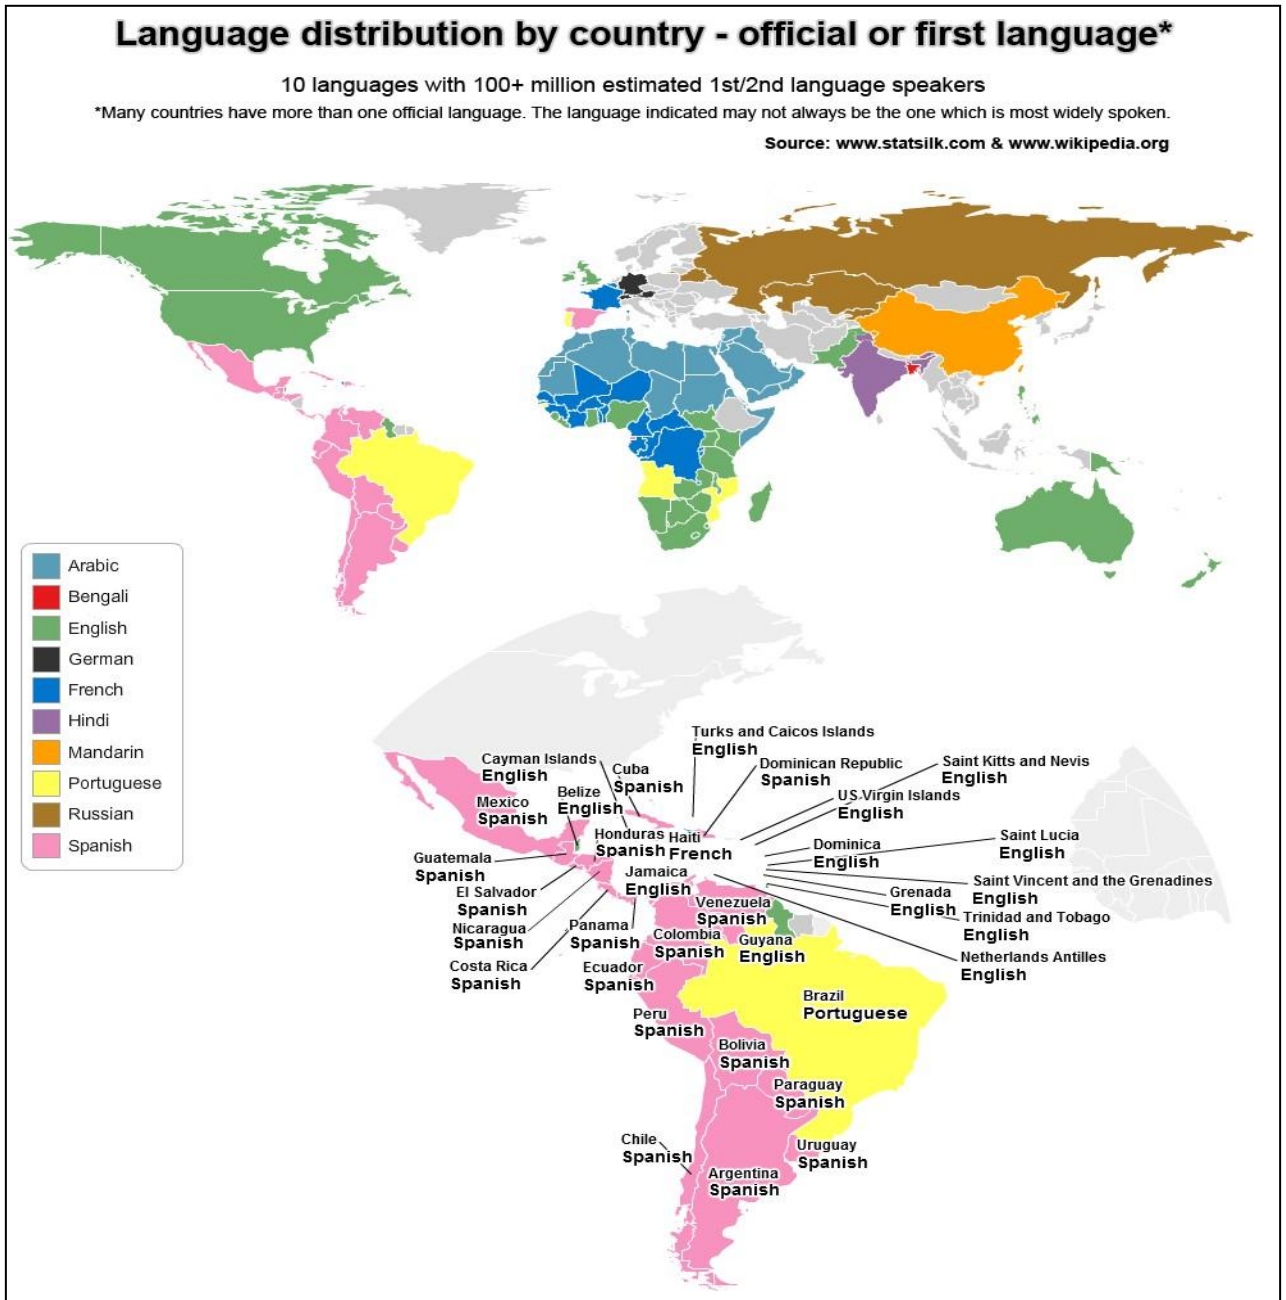 Language distribution by country - official or first language*
10 languages with 100+ million estimated 1st/2nd language speakers
*Many countries have more than one official language. The language indicated may not always be the one which is most widely spoken.
Source: www.statsilk.com & www.wikipedia.org
Arabic
Bengali
English
German
French
Hindi
Mandarin
Portuguese
Russian
Spanish
Turks and Caicos Islands
English
Cayman Islands
English
Cuba
Spanish
Dominican Republic
Spanish
Saint Kitts and Nevis
English
Mexico
Spanish
Belize
English
US Virgin Islands
English
Honduras
Spanish
Haiti
French
Dominica
English
Saint Lucia
English
Guatemala
Spanish
Jamaica
English
Saint Vincent and the Grenadines
English
El Salvador
Spanish
Venezuela
Spanish
Grenada
English
Nicaragua
Spanish
Panama
Spanish
Trinidad and Tobago
English
Colombia
Spanish
Guyana
English
Costa Rica
Spanish
Ecuador
Spanish
Netherlands Antilles
English
Brazil
Portuguese
Peru
Spanish
Bolivia
Spanish
Paraguay
Spanish
Chile
Spanish
Uruguay
Spanish
Argentina
Spanish